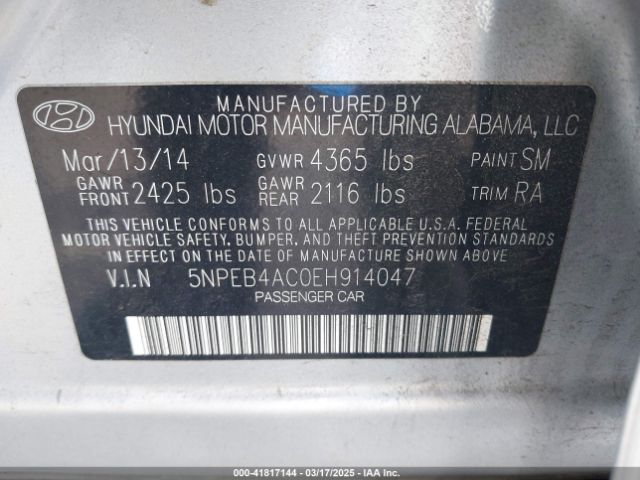 MANUFACTURED BY
HYUNDAI MOTOR MANUFACTURING ALABAMA, LLC
Mar/13/14 GVWR 4365 lbs PAINT SM
GAWR FRONT 2425 lbs GAWR REAR 2116 lbs TRIM RA
THIS VEHICLE CONFORMS TO ALL APPLICABLE U.S.A. FEDERAL
MOTOR VEHICLE SAFETY, BUMPER, AND THEFT PREVENTION STANDARDS
IN EFFECT ON THE DATE OF MANUFACTURE SHOWN ABOVE
V.I.N 5NPEB4AC0EH914047
PASSENGER CAR
000-41817144 — 03/17/2025 — IAA Inc.